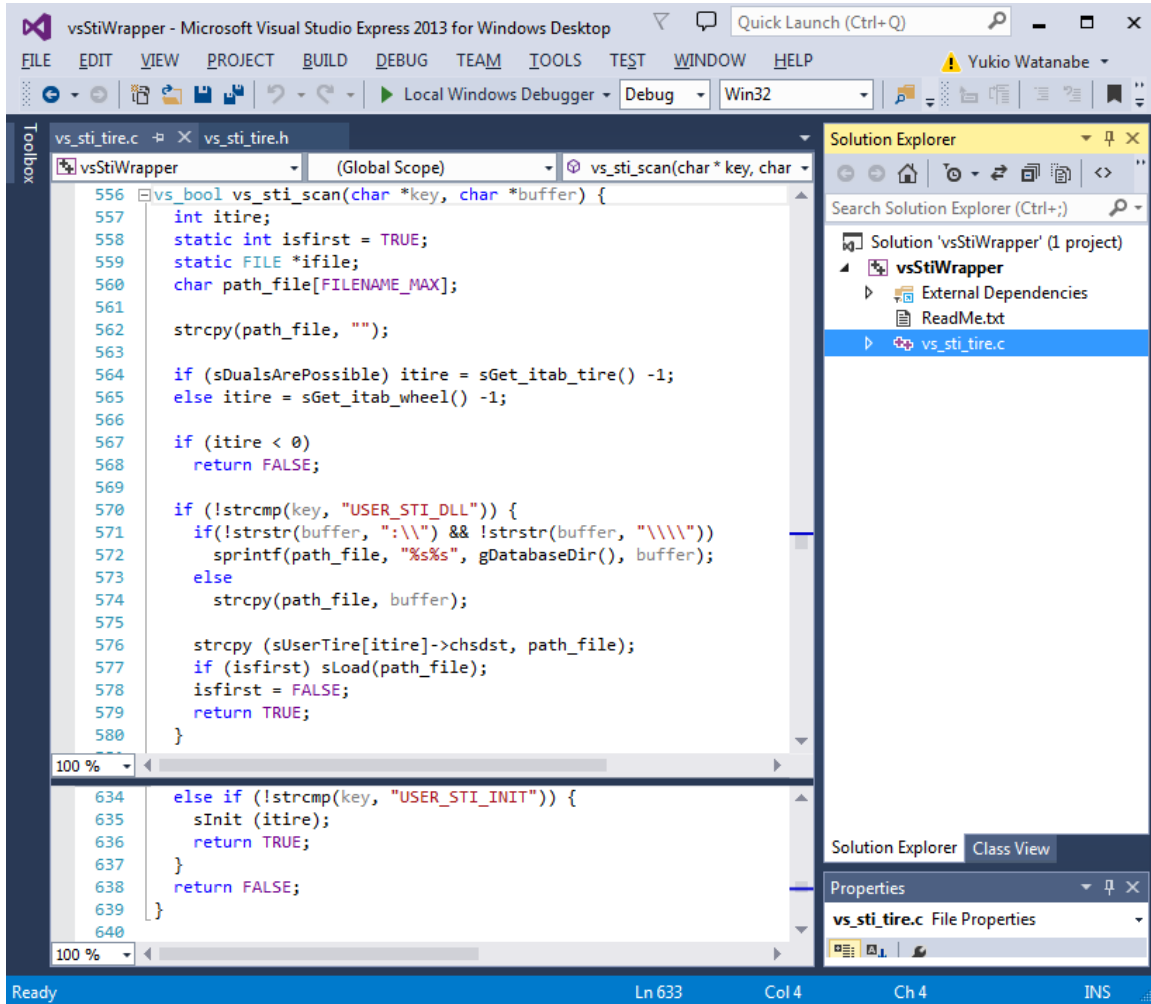 vsStiWrapper - Microsoft Visual Studio Express 2013 for Windows Desktop Quick Launch (Ctrl+Q)
FILE EDIT VIEW PROJECT BUILD DEBUG TEAM TOOLS TEST WINDOW HELP Yukio Watanabe
Local Windows Debugger Debug Win32
Toolbox
vs_sti_tire.c vs_sti_tire.h
vsStiWrapper (Global Scope) vs_sti_scan(char * key, char
556 vs_bool vs_sti_scan(char *key, char *buffer) {
557 int itire;
558 static int isfirst = TRUE;
559 static FILE *ifile;
560 char path_file[FILENAME_MAX];
561
562 strcpy(path_file, "");
563
564 if (sDualsArePossible) itire = sGet_itab_tire() -1;
565 else itire = sGet_itab_wheel() -1;
566
567 if (itire < 0)
568 return FALSE;
569
570 if (!strcmp(key, "USER_STI_DLL")) {
571 if(!strstr(buffer, ":\\") && !strstr(buffer, "\\\\"))
572 sprintf(path_file, "%s%s", gDatabaseDir(), buffer);
573 else
574 strcpy(path_file, buffer);
575
576 strcpy (sUserTire[itire]->chsdst, path_file);
577 if (isfirst) sLoad(path_file);
578 isfirst = FALSE;
579 return TRUE;
580 }
100 %
634 else if (!strcmp(key, "USER_STI_INIT")) {
635 sInit (itire);
636 return TRUE;
637 }
638 return FALSE;
639 }
640
100 %
Solution Explorer
Search Solution Explorer (Ctrl+;)
Solution 'vsStiWrapper' (1 project)
vsStiWrapper
External Dependencies
ReadMe.txt
vs_sti_tire.c
Solution Explorer Class View
Properties
vs_sti_tire.c File Properties
Ready Ln 633 Col 4 Ch 4 INS